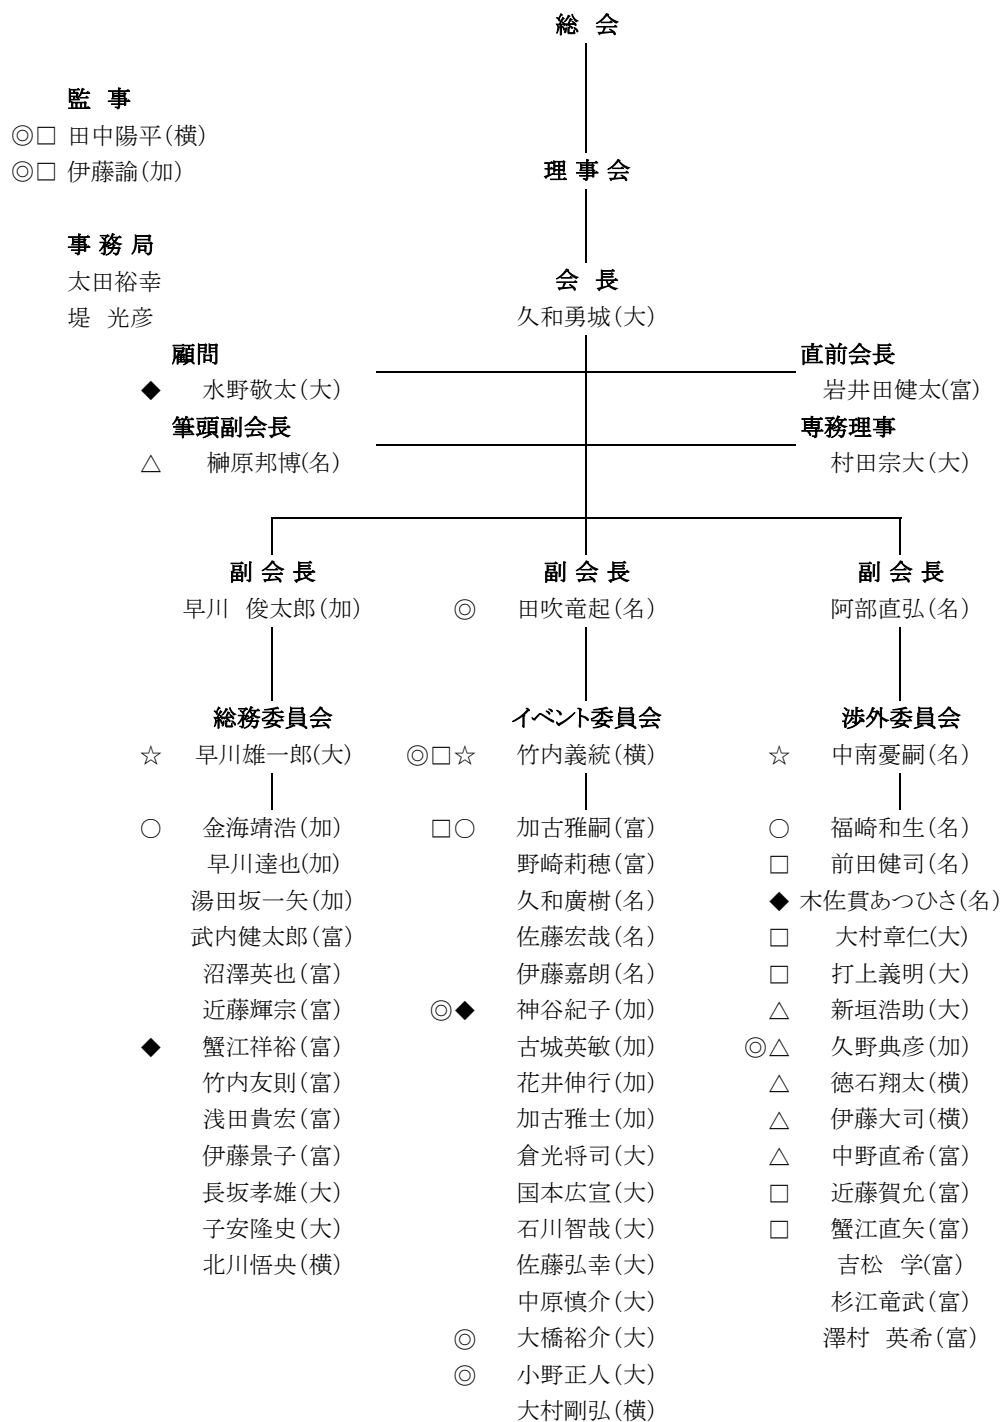 総 会
監 事
◎□ 田中陽平(横)
◎□ 伊藤諭(加)
理 事 会
事 務 局
太田裕幸
堤 光彦
会 長
久和勇城(大)
顧問
◆ 水野敬太(大)
直前会長
岩井田健太(富)
筆頭副会長
△ 榊原邦博(名)
専務理事
村田宗大(大)
副 会 長
早川 俊太郎(加)
総務委員会
☆ 早川雄一郎(大)
○ 金海靖浩(加)
早川達也(加)
湯田坂一矢(加)
武内健太郎(富)
沼澤英也(富)
近藤輝宗(富)
◆ 蟹江祥裕(富)
竹内友則(富)
浅田貴宏(富)
伊藤景子(富)
長坂孝雄(大)
子安隆史(大)
北川悟央(横)
副 会 長
◎ 田吹竜起(名)
イベント委員会
◎□☆ 竹内義統(横)
□○ 加古雅嗣(富)
野崎莉穂(富)
久和廣樹(名)
佐藤宏哉(名)
伊藤嘉朗(名)
◎◆ 神谷紀子(加)
古城英敏(加)
花井伸行(加)
加古雅士(加)
倉光将司(大)
国本広宣(大)
石川智哉(大)
佐藤弘幸(大)
中原慎介(大)
◎ 大橋裕介(大)
◎ 小野正人(大)
大村剛弘(横)
副 会 長
阿部直弘(名)
渉外委員会
☆ 中南憂嗣(名)
○ 福崎和生(名)
□ 前田健司(名)
◆ 木佐貫あつひさ(名)
□ 大村章仁(大)
□ 打上義明(大)
△ 新垣浩助(大)
◎△ 久野典彦(加)
△ 徳石翔太(横)
△ 伊藤大司(横)
△ 中野直希(富)
□ 近藤賀允(富)
□ 蟹江直矢(富)
吉松 学(富)
杉江竜武(富)
澤村 英希(富)